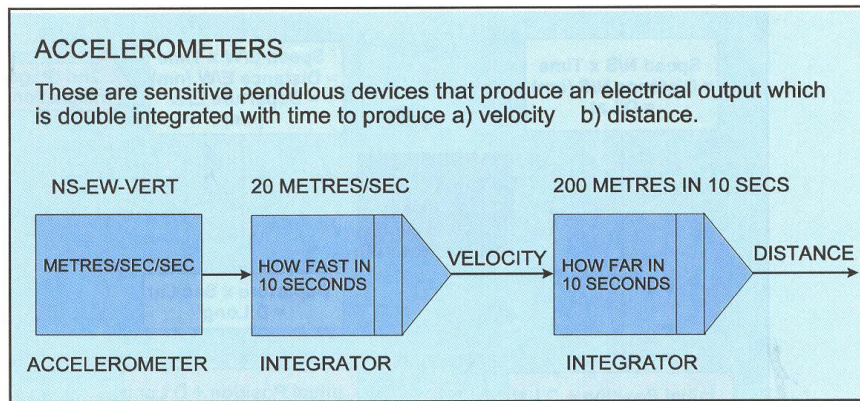 ACCELEROMETERS
These are sensitive pendulous devices that produce an electrical output which
is double integrated with time to produce a) velocity b) distance.
NS-EW-VERT
20 METRES/SEC
200 METRES IN 10 SECS
METRES/SEC/SEC
HOW FAST IN
10 SECONDS
VELOCITY
HOW FAR IN
10 SECONDS
DISTANCE
ACCELEROMETER
INTEGRATOR
INTEGRATOR